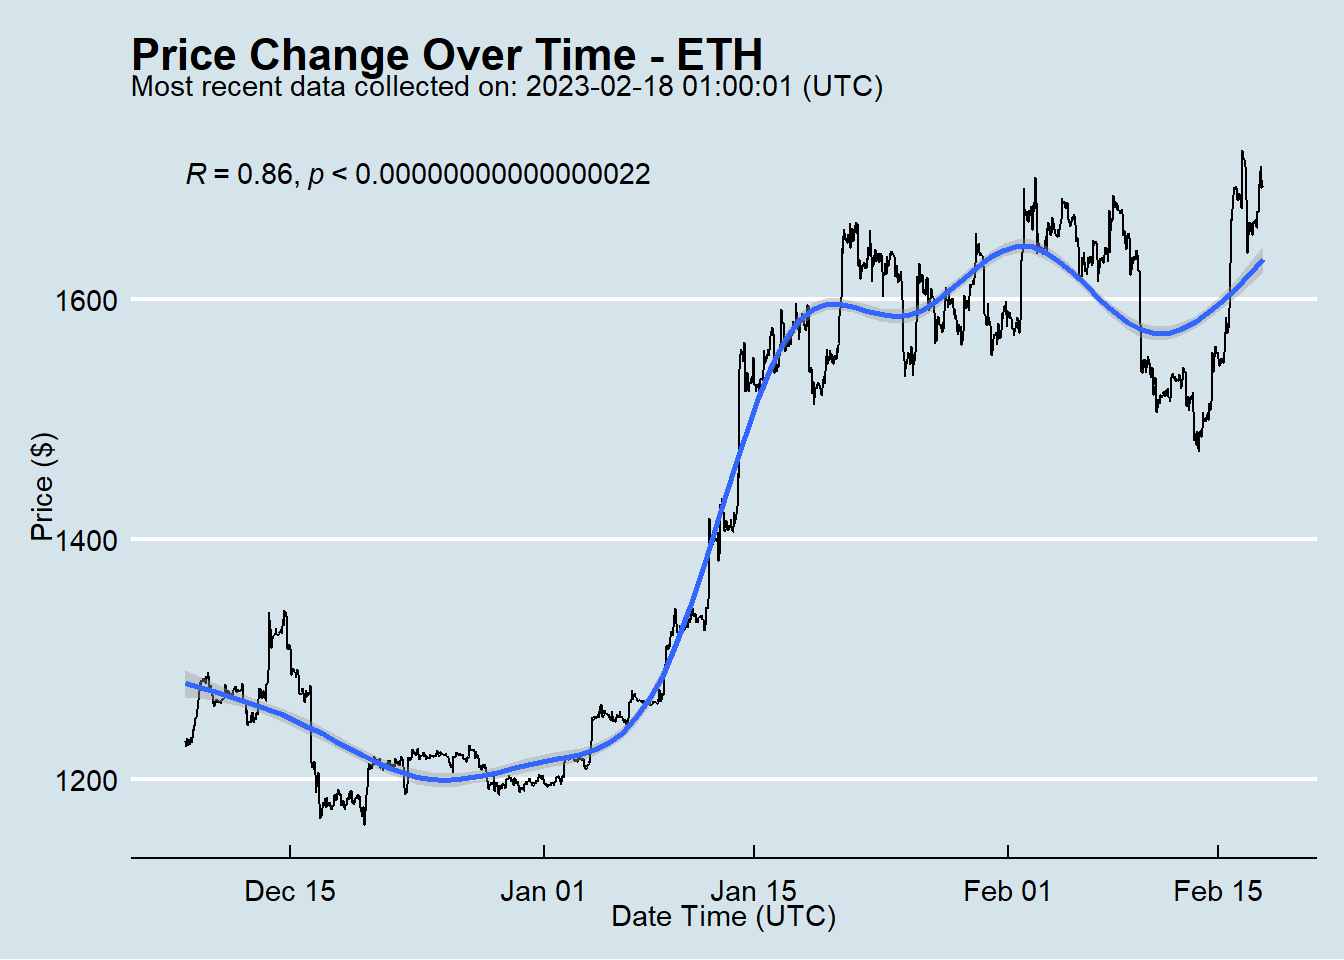 Price Change Over Time - ETH
Most recent data collected on: 2023-02-18 01:00:01 (UTC)
R = 0.86, p < 0.00000000000000022
Price ($)
1600
1400
1200
Dec 15
Jan 01
Jan 15
Feb 01
Feb 15
Date Time (UTC)